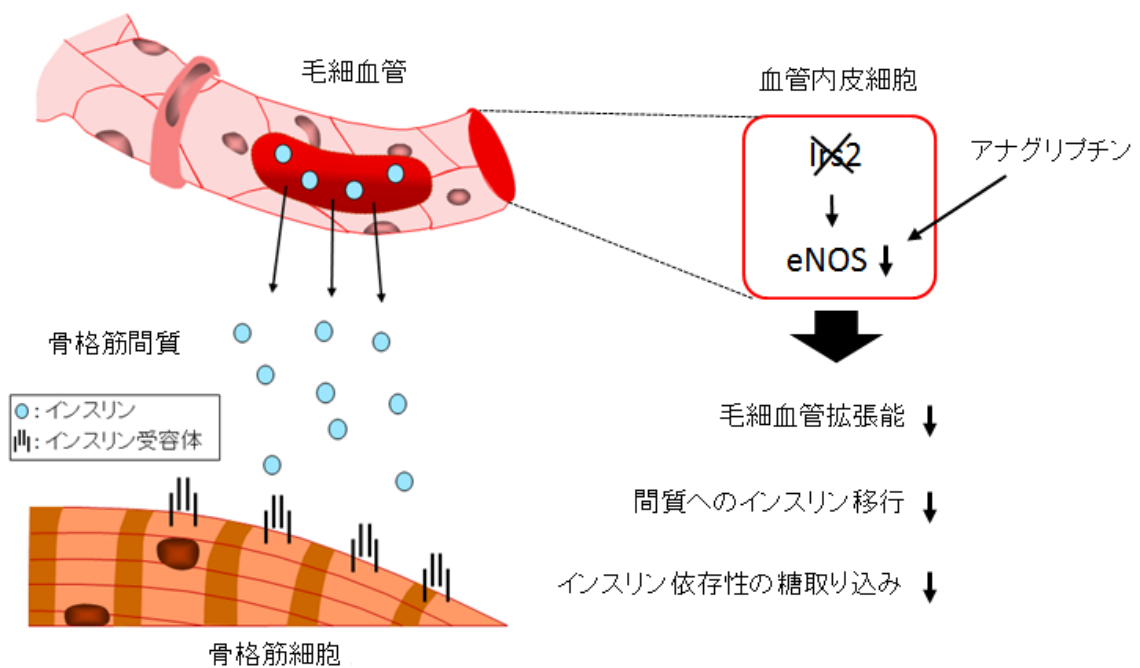 毛細血管
血管内皮細胞
Irs2
アナグリプチン
eNOS
骨格筋間質
:インスリン
:インスリン受容体
毛細血管拡張能
間質へのインスリン移行
インスリン依存性の糖取り込み
骨格筋細胞